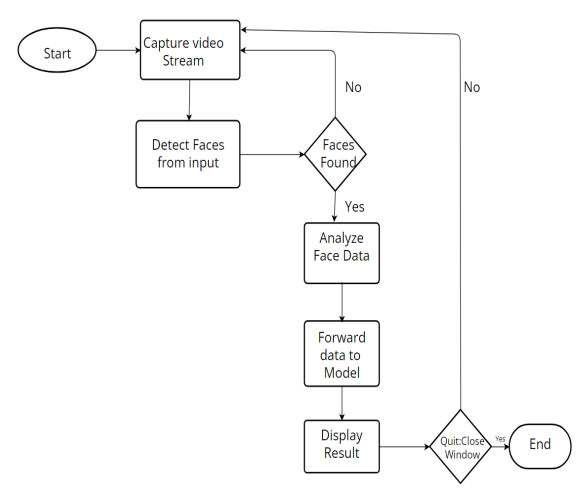 Start
Capture video
Stream
No
No
Detect Faces
from input
Faces
Found
Yes
Analyze
Face Data
Forward
data to
Model
Display
Result
Quit:Close
Window
Yes
End